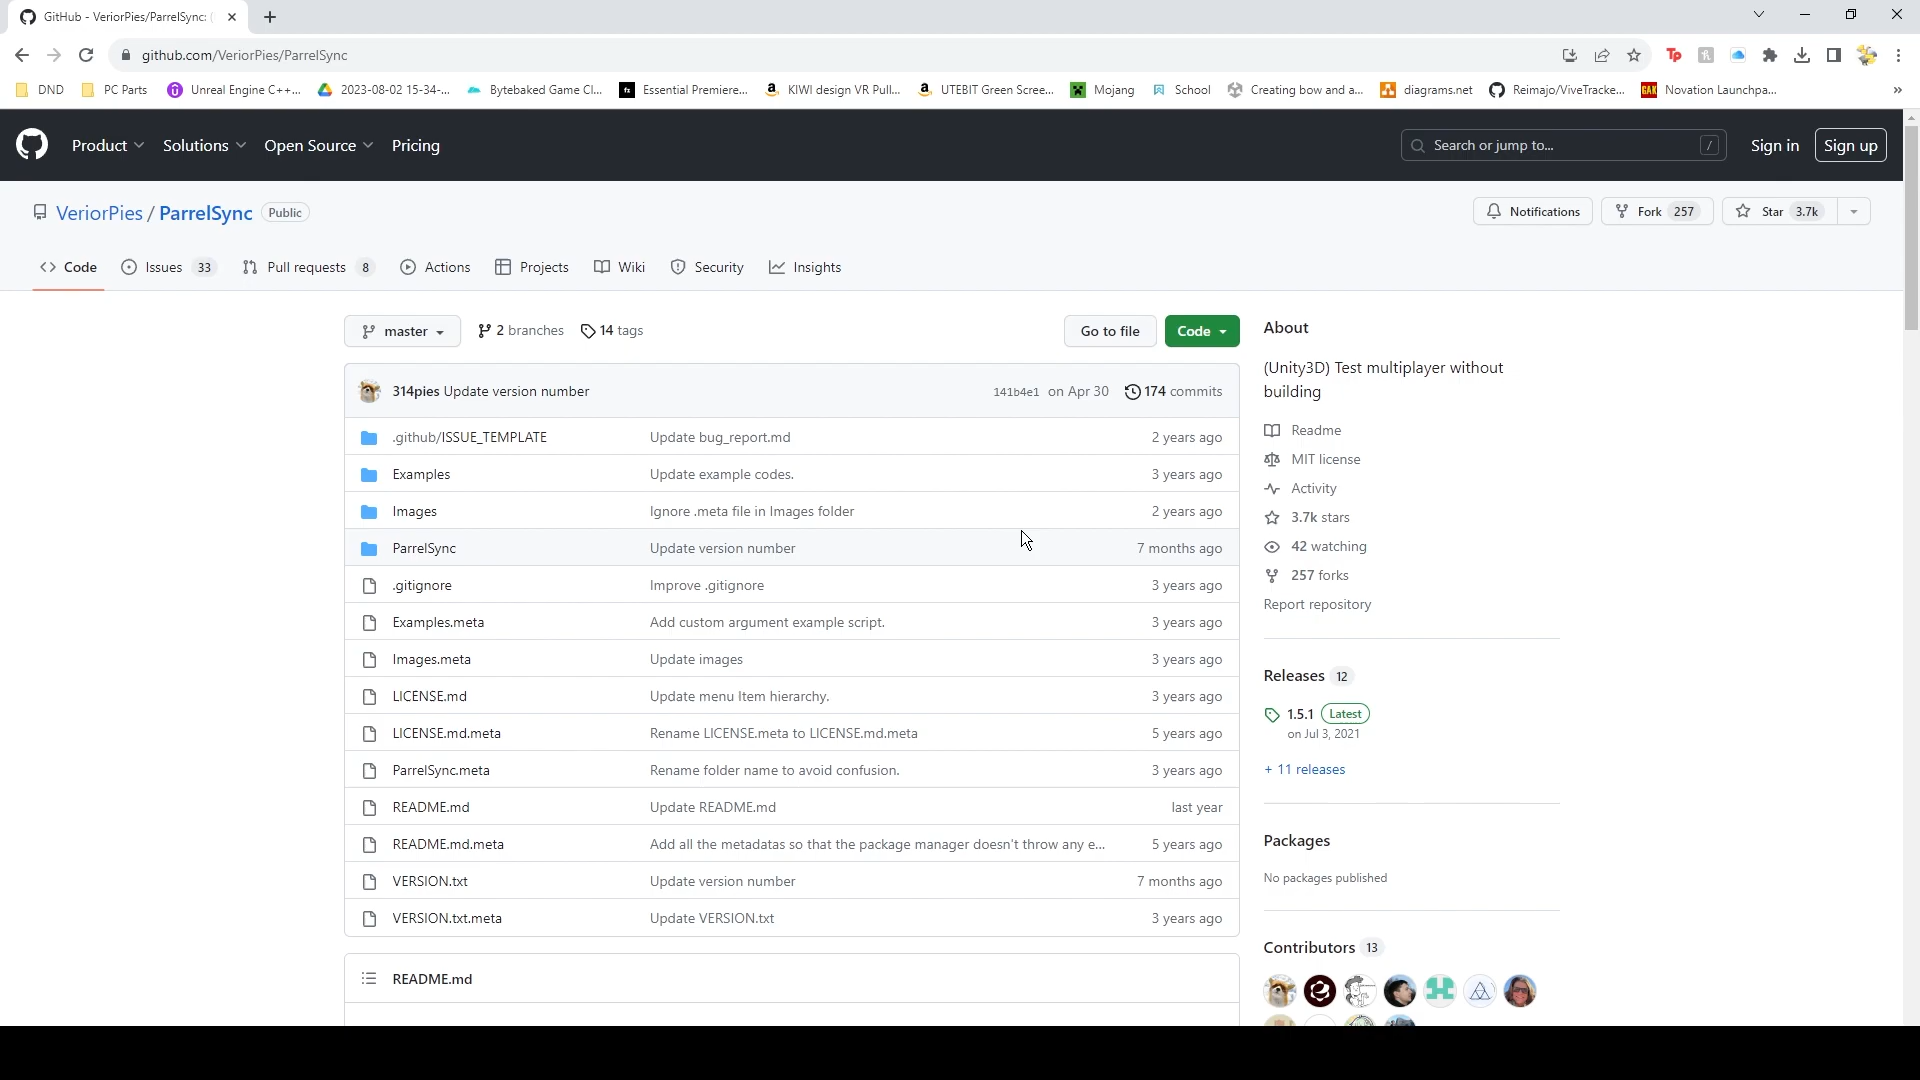 GitHub - VeriorPies/ParrelSync: (
github.com/VeriorPies/ParrelSync
Tp
DND
PC Parts
Unreal Engine C++...
2023-08-02 15-34-...
Bytebaked Game Cl...
Essential Premiere...
KIWI design VR Pull...
UTEBIT Green Scree...
Mojang
School
Creating bow and a...
diagrams.net
Reimajo/ViveTracke...
GAK
Novation Launchpa...
»
Product
Solutions
Open Source
Pricing
Search or jump to...
/
Sign in
Sign up
VeriorPies / ParrelSync Public
Notifications
Fork 257
Star 3.7k
Code
Issues 33
Pull requests 8
Actions
Projects
Wiki
Security
Insights
master
2 branches
14 tags
Go to file
Code
314pies Update version number 141b4e1 on Apr 30 174 commits
.github/ISSUE_TEMPLATE Update bug_report.md 2 years ago
Examples Update example codes. 3 years ago
Images Ignore .meta file in Images folder 2 years ago
ParrelSync Update version number 7 months ago
.gitignore Improve .gitignore 3 years ago
Examples.meta Add custom argument example script. 3 years ago
Images.meta Update images 3 years ago
LICENSE.md Update menu Item hierarchy. 3 years ago
LICENSE.md.meta Rename LICENSE.meta to LICENSE.md.meta 5 years ago
ParrelSync.meta Rename folder name to avoid confusion. 3 years ago
README.md Update README.md last year
README.md.meta Add all the metadatas so that the package manager doesn't throw any e... 5 years ago
VERSION.txt Update version number 7 months ago
VERSION.txt.meta Update VERSION.txt 3 years ago
README.md
About
(Unity3D) Test multiplayer without
building
Readme
MIT license
Activity
3.7k stars
42 watching
257 forks
Report repository
Releases 12
1.5.1 Latest
on Jul 3, 2021
+ 11 releases
Packages
No packages published
Contributors 13